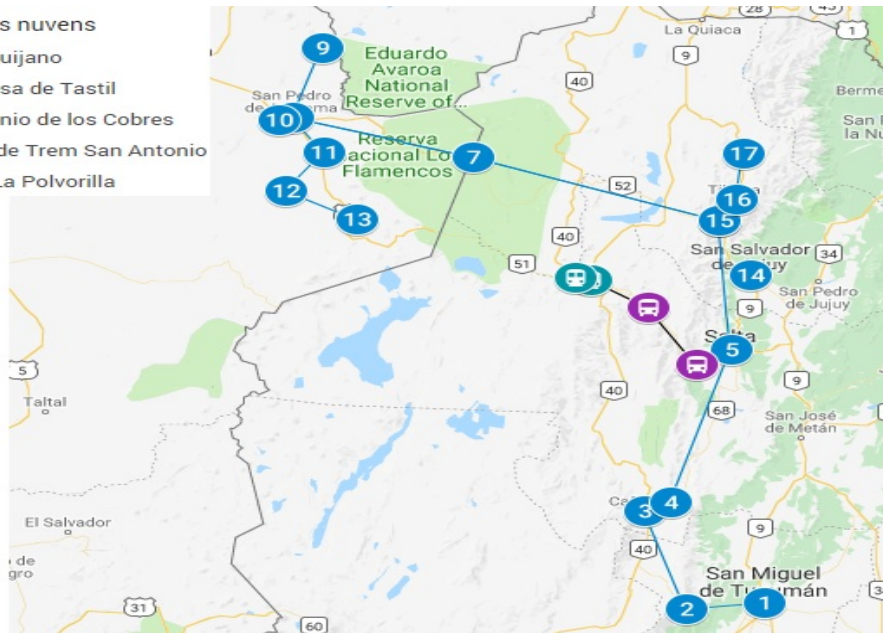 s nuvens
uijano
sa de Tastil
nio de los Cobres
de Trem San Antonio
La Polvorilla
28
45
1
La Quiaca
9
40
9
Eduardo
Avaroa
National
Reserve of...
San Pedro
10
Reserva
acional Lo
Flamencos
7
11
12
13
52
17
16
15
Berme
San
la Nu
40
51
San Salvador
de Jujuy
14
34
San Pedro
de Jujuy
9
Salta
5
9
40
68
San José
de Metán
5
Taltal
3
4
El Salvador
de
gro
40
9
San Miguel
de Tucumán
2
1
31
60